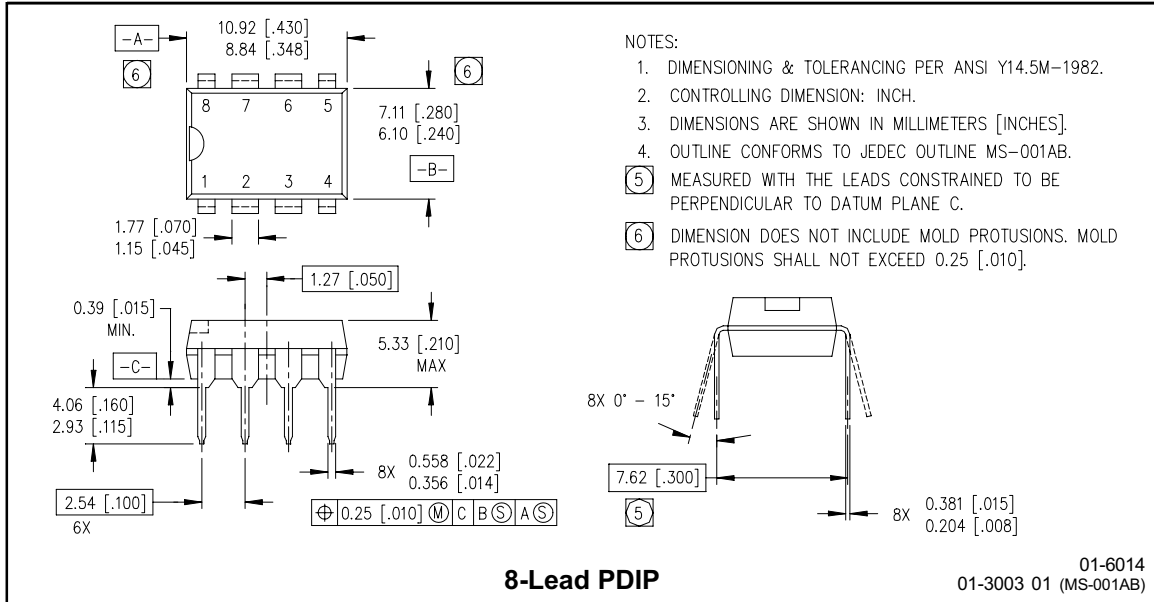 -A-
10.92 [.430]
8.84 [.348]
6
6
8 7 6 5
1 2 3 4
7.11 [.280]
6.10 [.240]
-B-
1.77 [.070]
1.15 [.045]
NOTES:
1. DIMENSIONING & TOLERANCING PER ANSI Y14.5M-1982.
2. CONTROLLING DIMENSION: INCH.
3. DIMENSIONS ARE SHOWN IN MILLIMETERS [INCHES].
4. OUTLINE CONFORMS TO JEDEC OUTLINE MS-001AB.
5 MEASURED WITH THE LEADS CONSTRAINED TO BE
PERPENDICULAR TO DATUM PLANE C.
6 DIMENSION DOES NOT INCLUDE MOLD PROTUSIONS. MOLD
PROTUSIONS SHALL NOT EXCEED 0.25 [.010].
1.27 [.050]
0.39 [.015]
MIN.
-C-
5.33 [.210]
MAX
4.06 [.160]
2.93 [.115]
8X 0.558 [.022]
0.356 [.014]
2.54 [.100]
6X
⌖ 0.25 [.010] Ⓜ C B Ⓢ A Ⓢ
8X 0° - 15°
7.62 [.300]
5
8X 0.381 [.015]
0.204 [.008]
8-Lead PDIP
01-6014
01-3003 01 (MS-001AB)